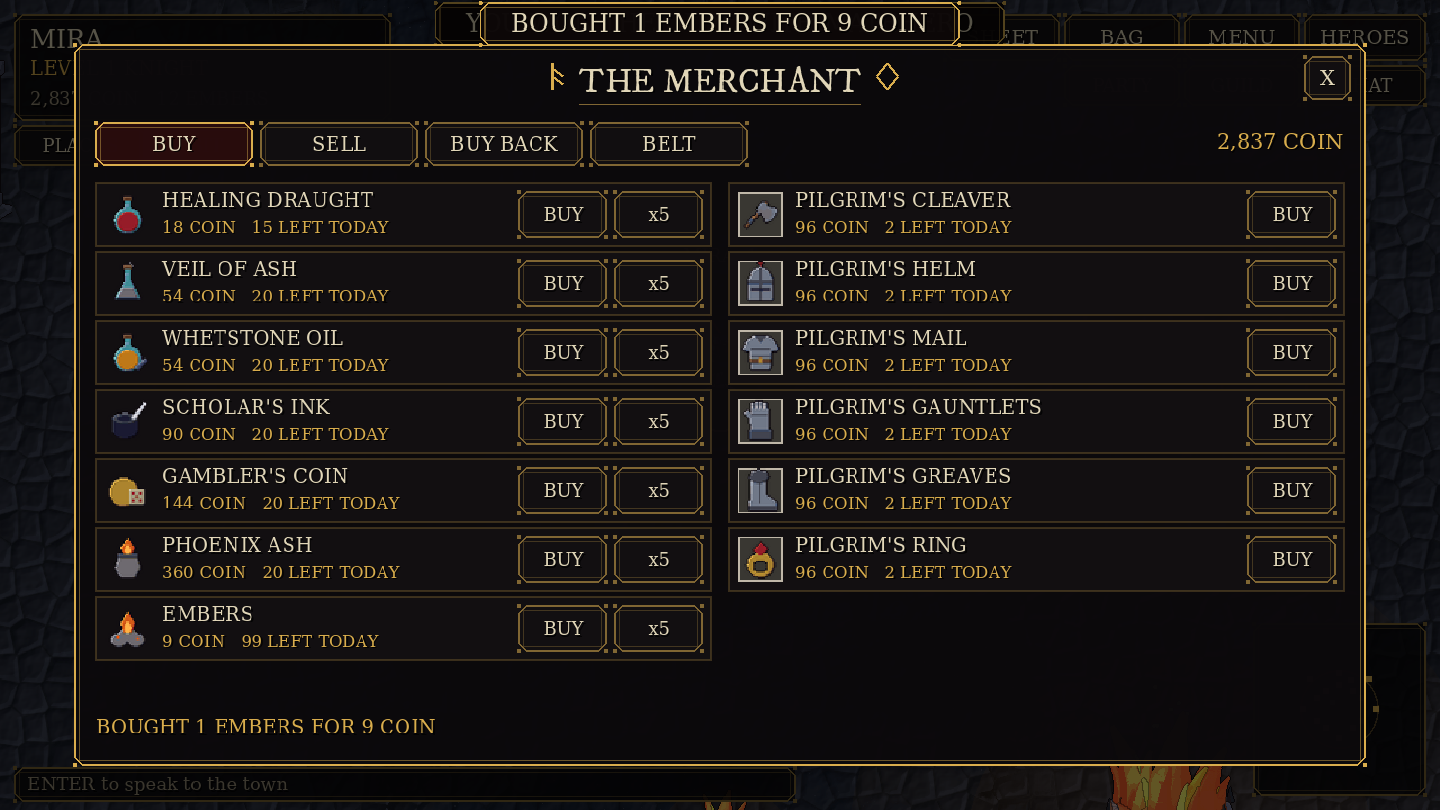 BOUGHT 1 EMBERS FOR 9 COIN
MIRA
BAG
MENU
HEROES
THE MERCHANT
X
BUY
SELL
BUY BACK
BELT
2,837 COIN
HEALING DRAUGHT
18 COIN 15 LEFT TODAY
BUY
x5
VEIL OF ASH
54 COIN 20 LEFT TODAY
BUY
x5
WHETSTONE OIL
54 COIN 20 LEFT TODAY
BUY
x5
SCHOLAR'S INK
90 COIN 20 LEFT TODAY
BUY
x5
GAMBLER'S COIN
144 COIN 20 LEFT TODAY
BUY
x5
PHOENIX ASH
360 COIN 20 LEFT TODAY
BUY
x5
EMBERS
9 COIN 99 LEFT TODAY
BUY
x5
PILGRIM'S CLEAVER
96 COIN 2 LEFT TODAY
BUY
PILGRIM'S HELM
96 COIN 2 LEFT TODAY
BUY
PILGRIM'S MAIL
96 COIN 2 LEFT TODAY
BUY
PILGRIM'S GAUNTLETS
96 COIN 2 LEFT TODAY
BUY
PILGRIM'S GREAVES
96 COIN 2 LEFT TODAY
BUY
PILGRIM'S RING
96 COIN 2 LEFT TODAY
BUY
BOUGHT 1 EMBERS FOR 9 COIN
ENTER to speak to the town